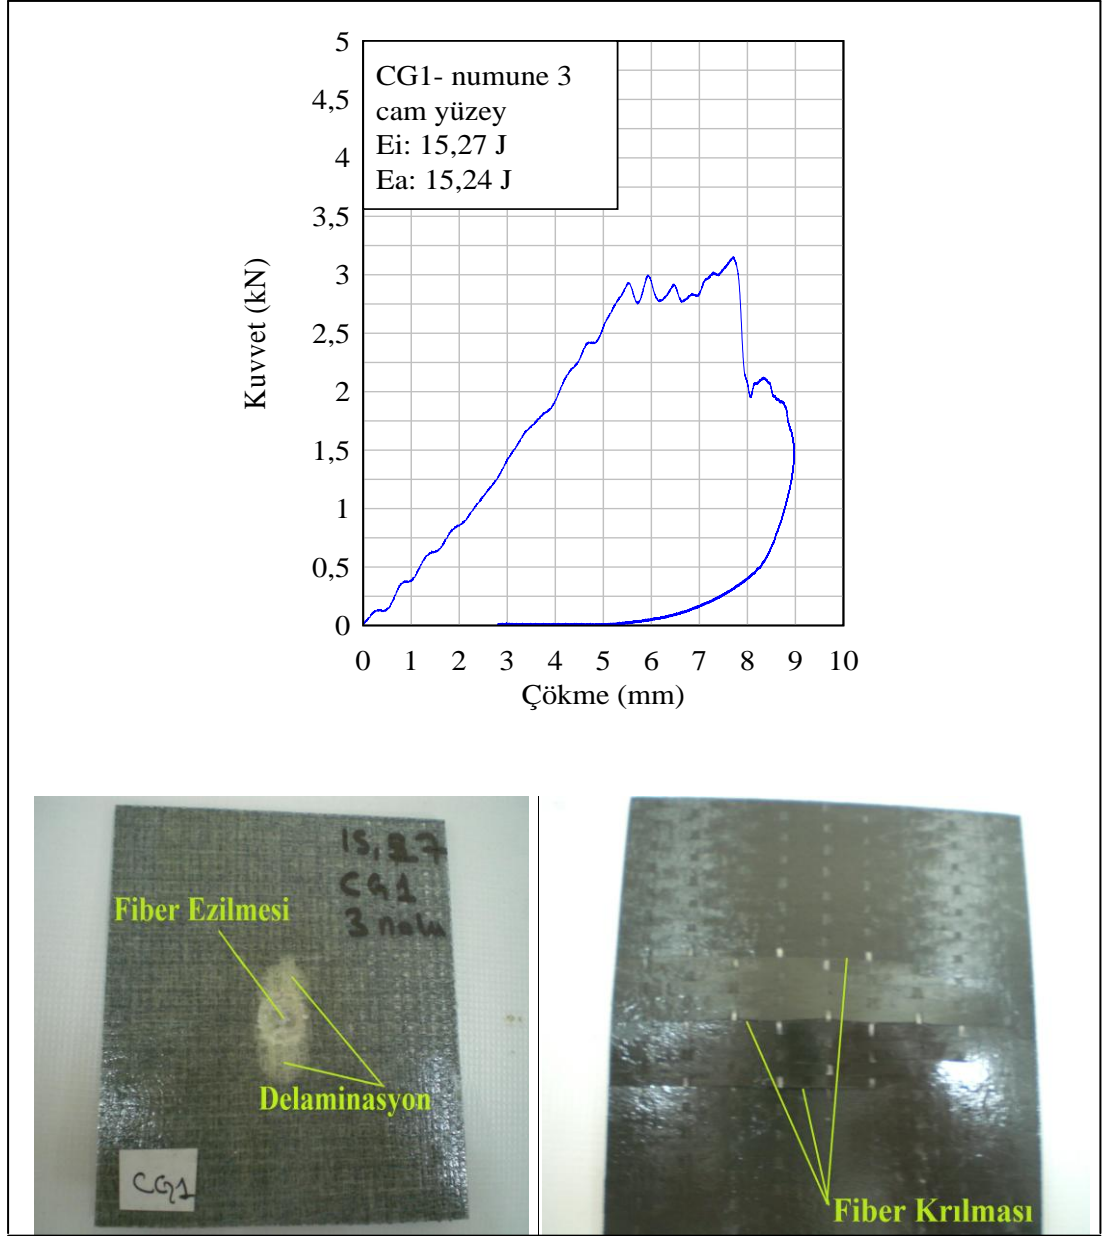 5
4,5
4
3,5
3
2,5
2
1,5
1
0,5
0
Kuvvet (kN)
CG1- numune 3
cam yüzey
Ei: 15,27 J
Ea: 15,24 J
0 1 2 3 4 5 6 7 8 9 10
Çökme (mm)
15,27
CG1
3 nolu
Fiber Ezilmesi
Delaminasyon
CG1
Fiber Krılması